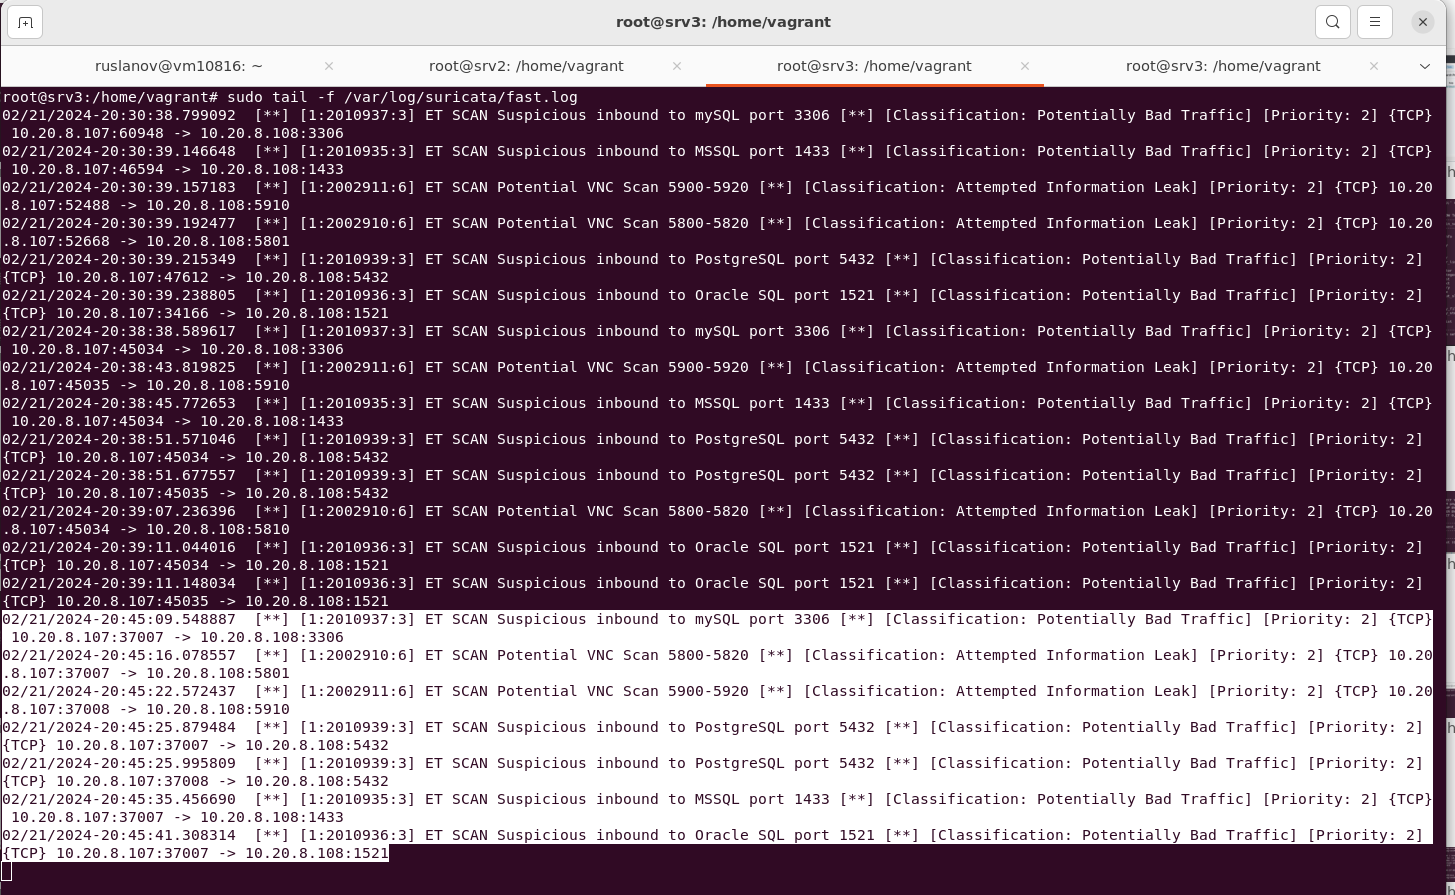 root@srv3: /home/vagrant
ruslanov@vm10816: ~
root@srv2: /home/vagrant
root@srv3: /home/vagrant
root@srv3: /home/vagrant
root@srv3:/home/vagrant# sudo tail -f /var/log/suricata/fast.log
02/21/2024-20:30:38.799092  [**] [1:2010937:3] ET SCAN Suspicious inbound to mySQL port 3306 [**] [Classification: Potentially Bad Traffic] [Priority: 2] {TCP}
 10.20.8.107:60948 -> 10.20.8.108:3306
02/21/2024-20:30:39.146648  [**] [1:2010935:3] ET SCAN Suspicious inbound to MSSQL port 1433 [**] [Classification: Potentially Bad Traffic] [Priority: 2] {TCP}
 10.20.8.107:46594 -> 10.20.8.108:1433
02/21/2024-20:30:39.157183  [**] [1:2002911:6] ET SCAN Potential VNC Scan 5900-5920 [**] [Classification: Attempted Information Leak] [Priority: 2] {TCP} 10.20
.8.107:52488 -> 10.20.8.108:5910
02/21/2024-20:30:39.192477  [**] [1:2002910:6] ET SCAN Potential VNC Scan 5800-5820 [**] [Classification: Attempted Information Leak] [Priority: 2] {TCP} 10.20
.8.107:52668 -> 10.20.8.108:5801
02/21/2024-20:30:39.215349  [**] [1:2010939:3] ET SCAN Suspicious inbound to PostgreSQL port 5432 [**] [Classification: Potentially Bad Traffic] [Priority: 2]
{TCP} 10.20.8.107:47612 -> 10.20.8.108:5432
02/21/2024-20:30:39.238805  [**] [1:2010936:3] ET SCAN Suspicious inbound to Oracle SQL port 1521 [**] [Classification: Potentially Bad Traffic] [Priority: 2]
{TCP} 10.20.8.107:34166 -> 10.20.8.108:1521
02/21/2024-20:38:38.589617  [**] [1:2010937:3] ET SCAN Suspicious inbound to mySQL port 3306 [**] [Classification: Potentially Bad Traffic] [Priority: 2] {TCP}
 10.20.8.107:45034 -> 10.20.8.108:3306
02/21/2024-20:38:43.819825  [**] [1:2002911:6] ET SCAN Potential VNC Scan 5900-5920 [**] [Classification: Attempted Information Leak] [Priority: 2] {TCP} 10.20
.8.107:45035 -> 10.20.8.108:5910
02/21/2024-20:38:45.772653  [**] [1:2010935:3] ET SCAN Suspicious inbound to MSSQL port 1433 [**] [Classification: Potentially Bad Traffic] [Priority: 2] {TCP}
 10.20.8.107:45034 -> 10.20.8.108:1433
02/21/2024-20:38:51.571046  [**] [1:2010939:3] ET SCAN Suspicious inbound to PostgreSQL port 5432 [**] [Classification: Potentially Bad Traffic] [Priority: 2]
{TCP} 10.20.8.107:45034 -> 10.20.8.108:5432
02/21/2024-20:38:51.677557  [**] [1:2010939:3] ET SCAN Suspicious inbound to PostgreSQL port 5432 [**] [Classification: Potentially Bad Traffic] [Priority: 2]
{TCP} 10.20.8.107:45035 -> 10.20.8.108:5432
02/21/2024-20:39:07.236396  [**] [1:2002910:6] ET SCAN Potential VNC Scan 5800-5820 [**] [Classification: Attempted Information Leak] [Priority: 2] {TCP} 10.20
.8.107:45034 -> 10.20.8.108:5810
02/21/2024-20:39:11.044016  [**] [1:2010936:3] ET SCAN Suspicious inbound to Oracle SQL port 1521 [**] [Classification: Potentially Bad Traffic] [Priority: 2]
{TCP} 10.20.8.107:45034 -> 10.20.8.108:1521
02/21/2024-20:39:11.148034  [**] [1:2010936:3] ET SCAN Suspicious inbound to Oracle SQL port 1521 [**] [Classification: Potentially Bad Traffic] [Priority: 2]
{TCP} 10.20.8.107:45035 -> 10.20.8.108:1521
02/21/2024-20:45:09.548887  [**] [1:2010937:3] ET SCAN Suspicious inbound to mySQL port 3306 [**] [Classification: Potentially Bad Traffic] [Priority: 2] {TCP}
 10.20.8.107:37007 -> 10.20.8.108:3306
02/21/2024-20:45:16.078557  [**] [1:2002910:6] ET SCAN Potential VNC Scan 5800-5820 [**] [Classification: Attempted Information Leak] [Priority: 2] {TCP} 10.20
.8.107:37007 -> 10.20.8.108:5801
02/21/2024-20:45:22.572437  [**] [1:2002911:6] ET SCAN Potential VNC Scan 5900-5920 [**] [Classification: Attempted Information Leak] [Priority: 2] {TCP} 10.20
.8.107:37008 -> 10.20.8.108:5910
02/21/2024-20:45:25.879484  [**] [1:2010939:3] ET SCAN Suspicious inbound to PostgreSQL port 5432 [**] [Classification: Potentially Bad Traffic] [Priority: 2]
{TCP} 10.20.8.107:37007 -> 10.20.8.108:5432
02/21/2024-20:45:25.995809  [**] [1:2010939:3] ET SCAN Suspicious inbound to PostgreSQL port 5432 [**] [Classification: Potentially Bad Traffic] [Priority: 2]
{TCP} 10.20.8.107:37008 -> 10.20.8.108:5432
02/21/2024-20:45:35.456690  [**] [1:2010935:3] ET SCAN Suspicious inbound to MSSQL port 1433 [**] [Classification: Potentially Bad Traffic] [Priority: 2] {TCP}
 10.20.8.107:37007 -> 10.20.8.108:1433
02/21/2024-20:45:41.308314  [**] [1:2010936:3] ET SCAN Suspicious inbound to Oracle SQL port 1521 [**] [Classification: Potentially Bad Traffic] [Priority: 2]
{TCP} 10.20.8.107:37007 -> 10.20.8.108:1521